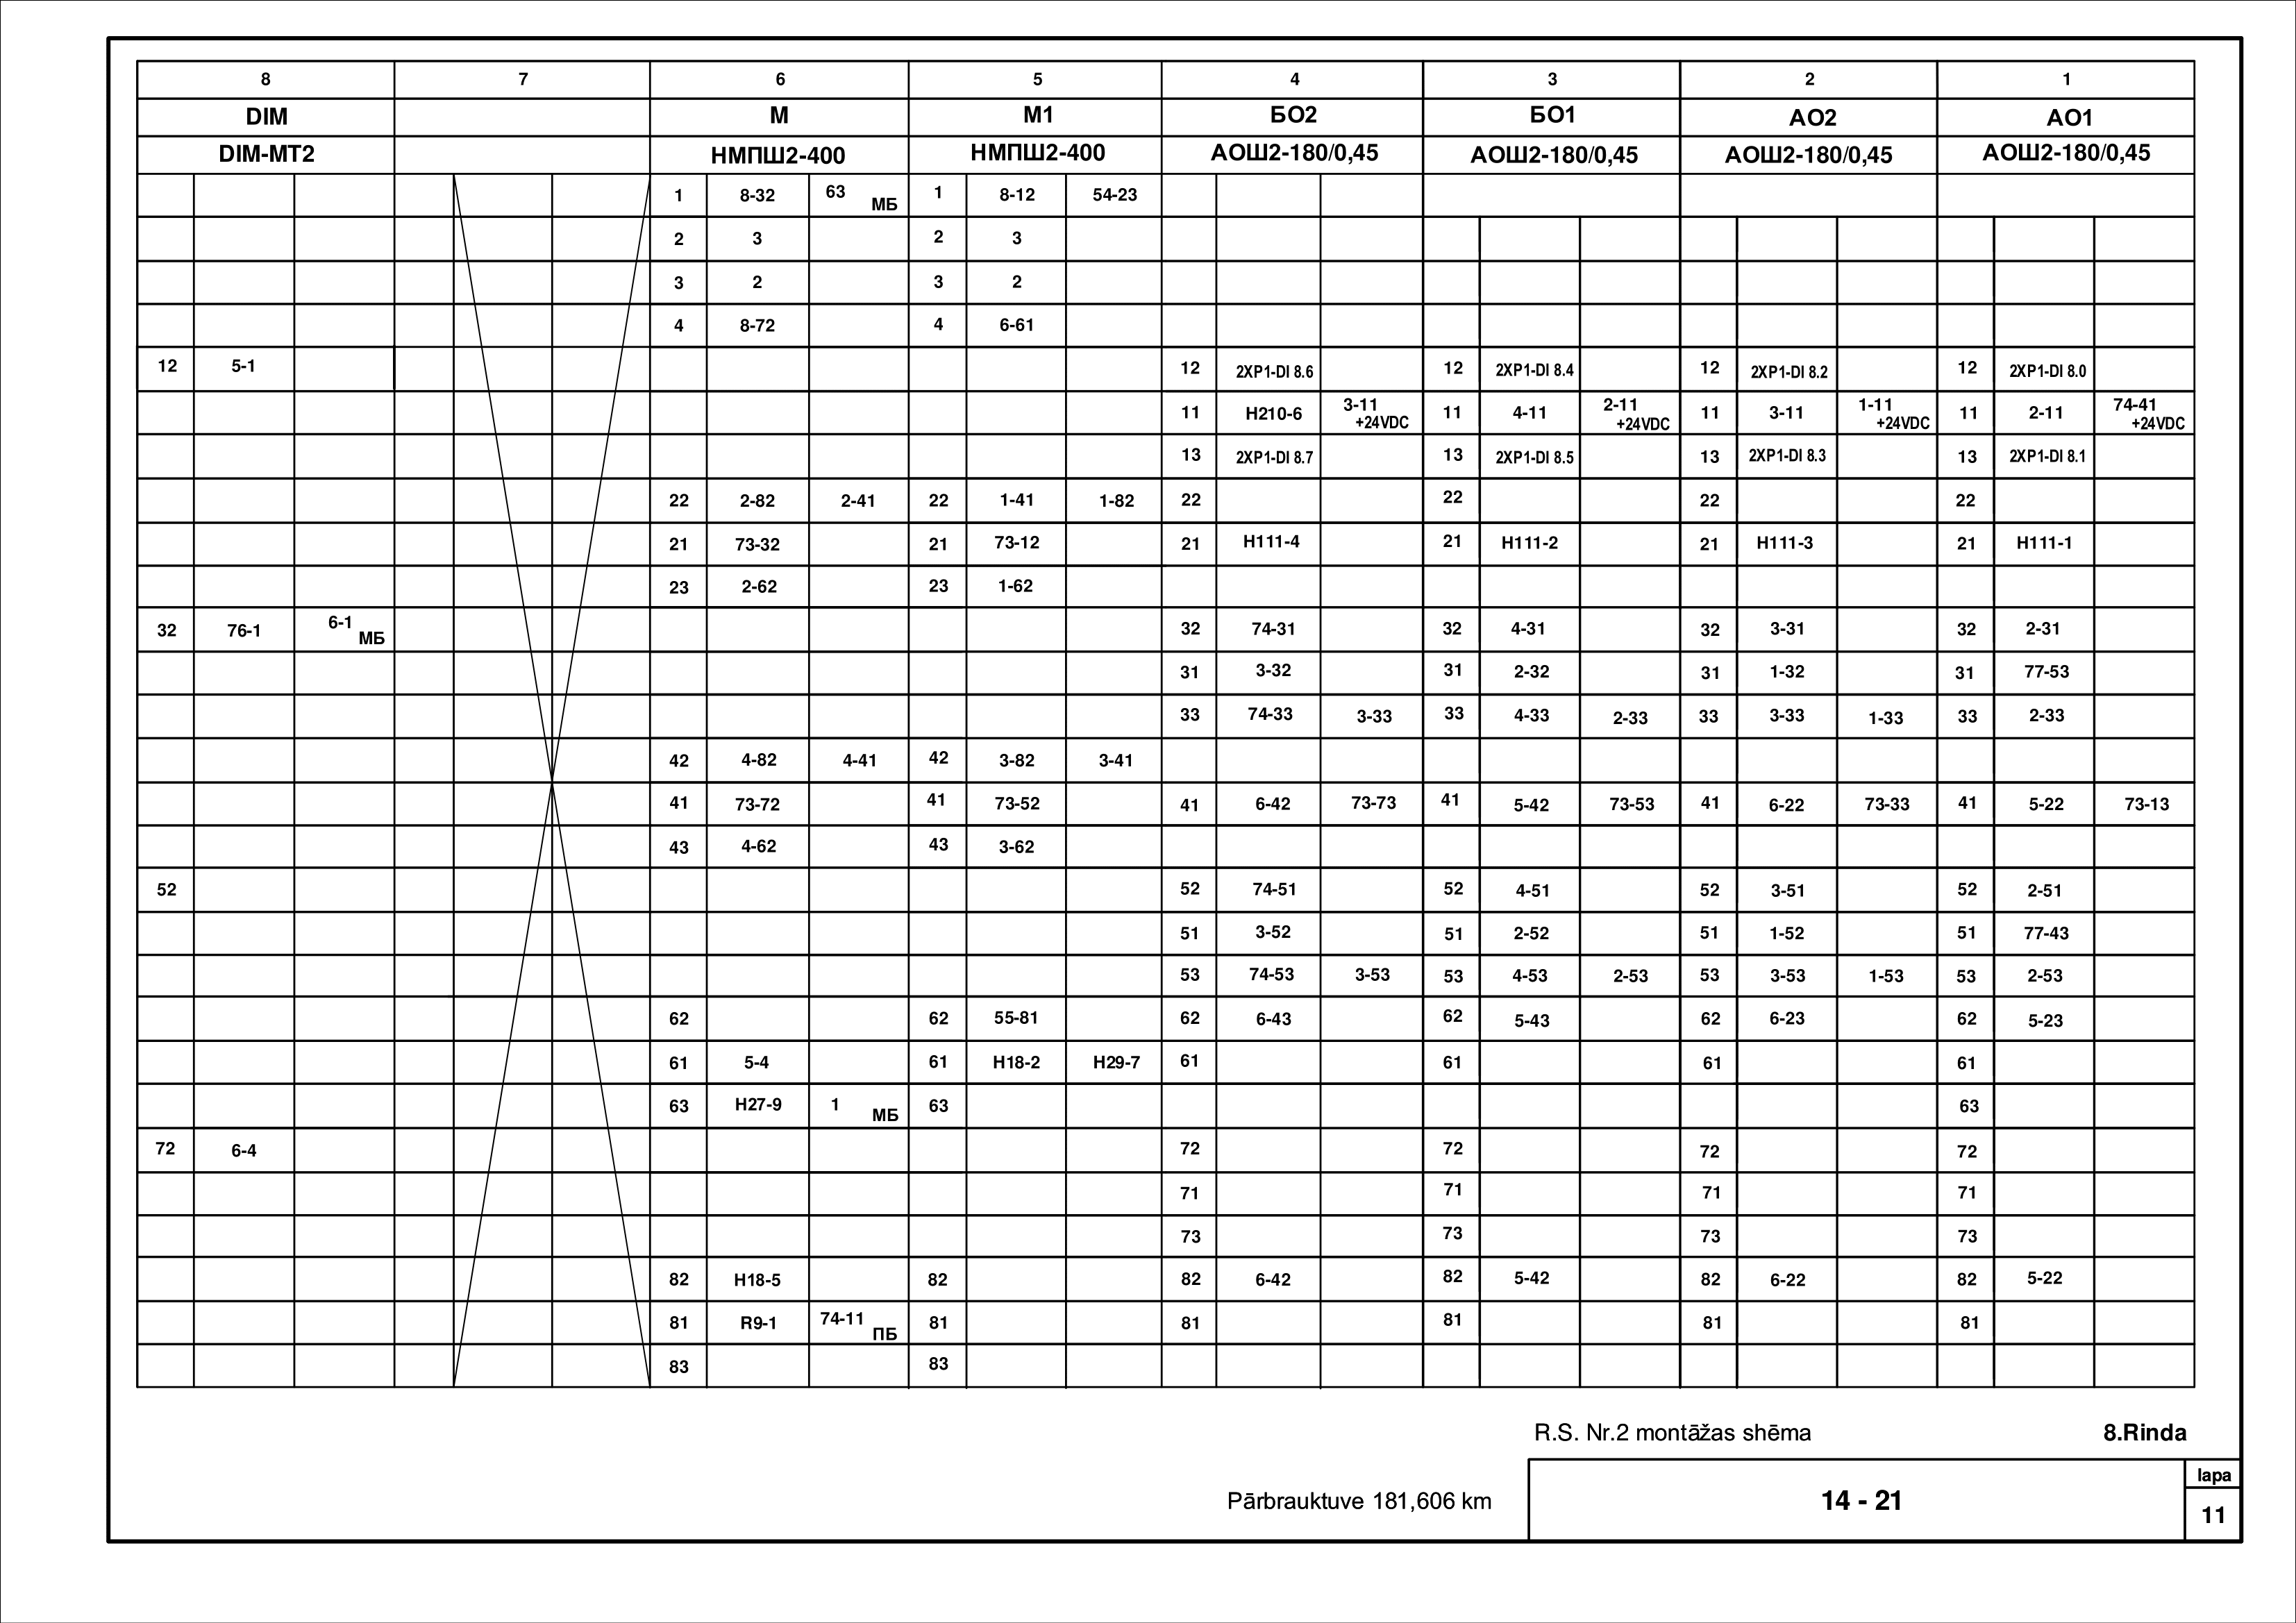 8 7 6 5 4 3 2 1
DIM М М1 БО2 БО1 АО2 АО1
DIM-MT2 НМПШ2-400 НМПШ2-400 АОШ2-180/0,45 АОШ2-180/0,45 АОШ2-180/0,45 АОШ2-180/0,45
1 8-32 63 МБ 1 8-12 54-23
2 3 2 3
3 2 3 2
4 8-72 4 6-61
12 5-1 12 2XP1-DI 8.6 12 2XP1-DI 8.4 12 2XP1-DI 8.2 12 2XP1-DI 8.0
11 H210-6 3-11 +24VDC 11 4-11 2-11 +24VDC 11 3-11 1-11 +24VDC 11 2-11 74-41 +24VDC
13 2XP1-DI 8.7 13 2XP1-DI 8.5 13 2XP1-DI 8.3 13 2XP1-DI 8.1
22 2-82 2-41 22 1-41 1-82 22 22 22 22
21 73-32 21 73-12 21 H111-4 21 H111-2 21 H111-3 21 H111-1
23 2-62 23 1-62
32 76-1 6-1 МБ 32 74-31 32 4-31 32 3-31 32 2-31
31 3-32 31 2-32 31 1-32 31 77-53
33 74-33 3-33 33 4-33 2-33 33 3-33 1-33 33 2-33
42 4-82 4-41 42 3-82 3-41
41 73-72 41 73-52 41 6-42 73-73 41 5-42 73-53 41 6-22 73-33 41 5-22 73-13
43 4-62 43 3-62
52 52 74-51 52 4-51 52 3-51 52 2-51
51 3-52 51 2-52 51 1-52 51 77-43
53 74-53 3-53 53 4-53 2-53 53 3-53 1-53 53 2-53
62 62 55-81 62 6-43 62 5-43 62 6-23 62 5-23
61 5-4 61 H18-2 H29-7 61 61 61 61
63 H27-9 1 МБ 63 63
72 6-4 72 72 72 72
71 71 71 71
73 73 73 73
82 H18-5 82 82 6-42 82 5-42 82 6-22 82 5-22
81 R9-1 74-11 ПБ 81 81 81 81 81
83 83
R.S. Nr.2 montāžas shēma 8.Rinda
Pārbrauktuve 181,606 km 14 - 21 lapa
11